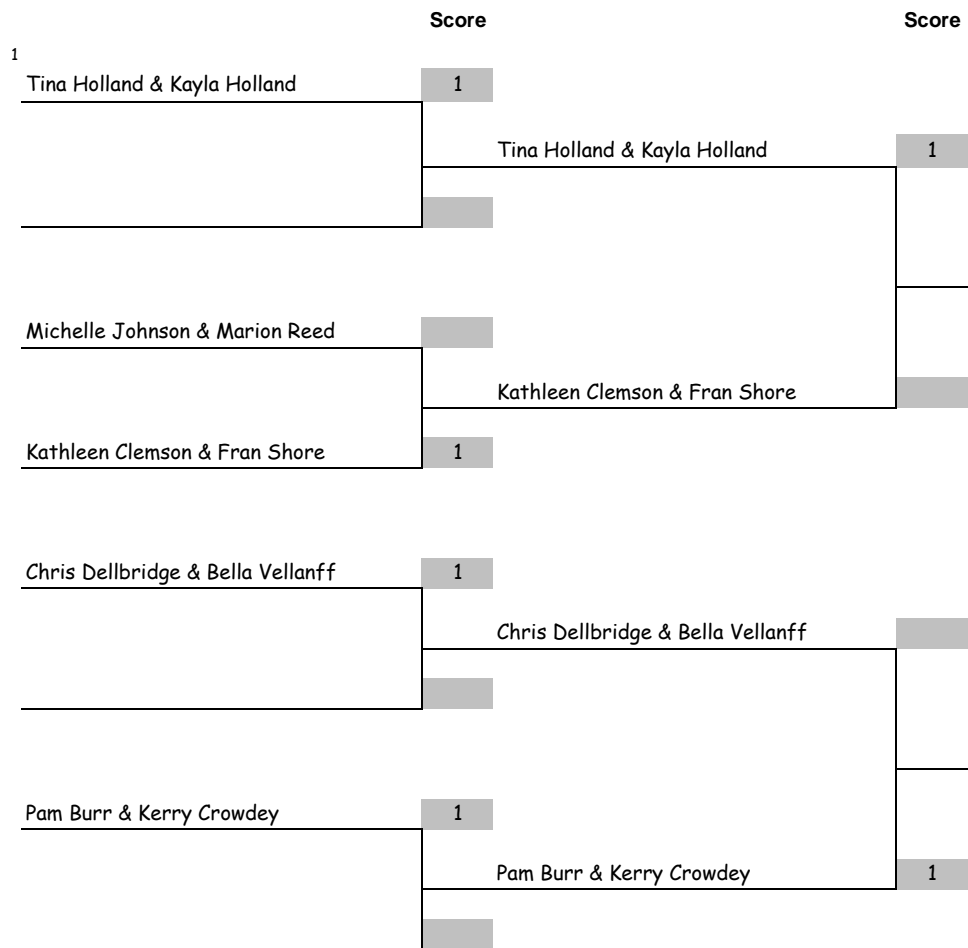 Score Score
1
Tina Holland & Kayla Holland 1
Tina Holland & Kayla Holland 1
Michelle Johnson & Marion Reed
Kathleen Clemson & Fran Shore
Kathleen Clemson & Fran Shore 1
Chris Dellbridge & Bella Vellanff 1
Chris Dellbridge & Bella Vellanff
Pam Burr & Kerry Crowdey 1
Pam Burr & Kerry Crowdey 1